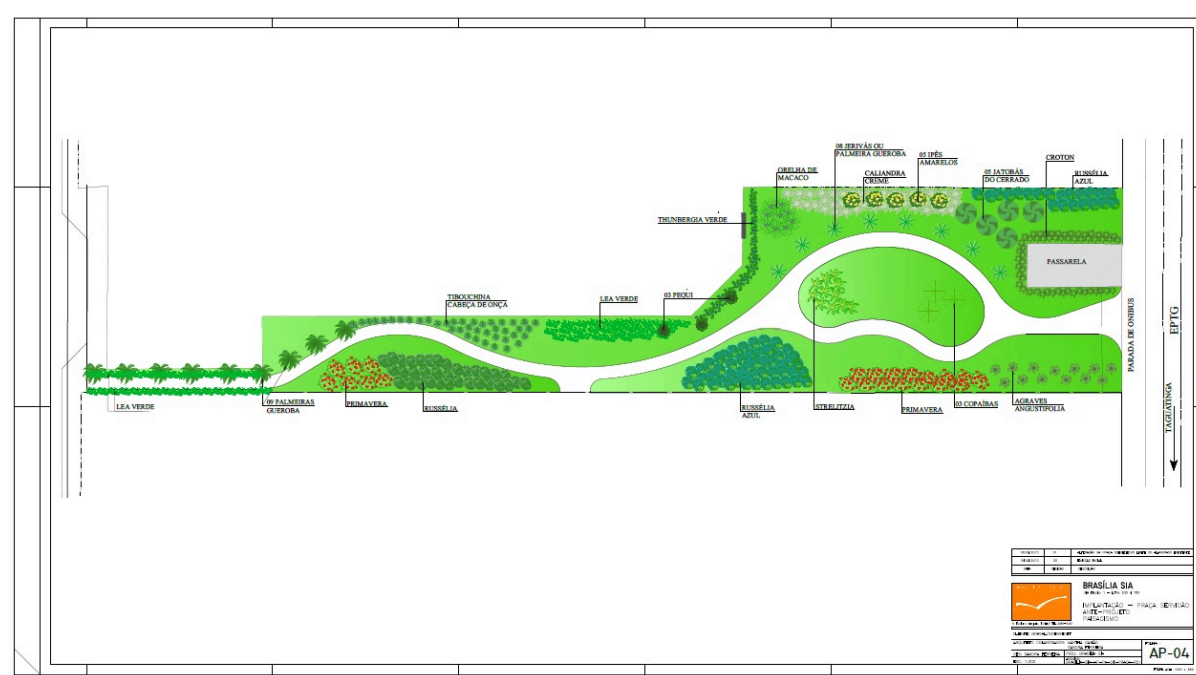 08 JERIVÁS OU
PALMEIRA GUEROBA
05 IPÊS
AMARELOS
CROTON
ORELHA DE
MACACO
CALIANDRA
CREME
05 JATOBÁS
DO CERRADO
RUSSÉLIA
AZUL
THUNBERGIA VERDE
PASSARELA
TIBOUCHINA
CABEÇA DE ONÇA
LEA VERDE
03 PEQUI
PARADA DE ONIBUS
EPTG
TAGUATINGA
LEA VERDE
09 PALMEIRAS
GUEROBA
PRIMAVERA
RUSSÉLIA
RUSSÉLIA
AZUL
STRELITZIA
PRIMAVERA
03 COPAÍBAS
AGRAVES
ANGUSTIFOLIA
BRASÍLIA SIA
IMPLANTAÇÃO — PRAÇA SERVIDÃO
ANTE-PROJETO
PAISAGISMO
AP-04